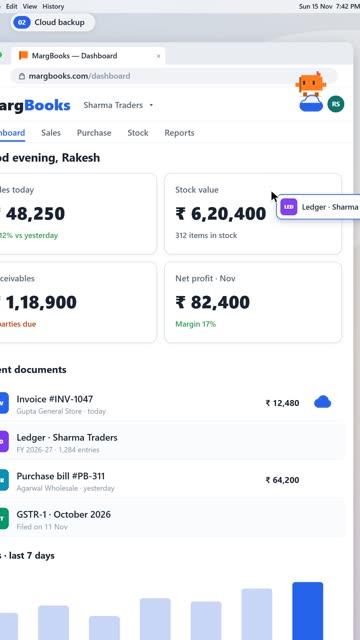 Edit View History
Sun 15 Nov 7:42 PM
02 Cloud backup
MargBooks — Dashboard ×
margbooks.com/dashboard
argBooks Sharma Traders RS
board Sales Purchase Stock Reports
d evening, Rakesh
les today
₹ 48,250
12% vs yesterday
Stock value
₹ 6,20,400
312 items in stock
LED Ledger · Sharma
ceivables
₹ 1,18,900
parties due
Net profit · Nov
₹ 82,400
Margin 17%
ent documents
Invoice #INV-1047
Gupta General Store · today
₹ 12,480
Ledger · Sharma Traders
FY 2026-27 · 1,284 entries
Purchase bill #PB-311
Agarwal Wholesale · yesterday
₹ 64,200
GSTR-1 · October 2026
Filed on 11 Nov
s · last 7 days